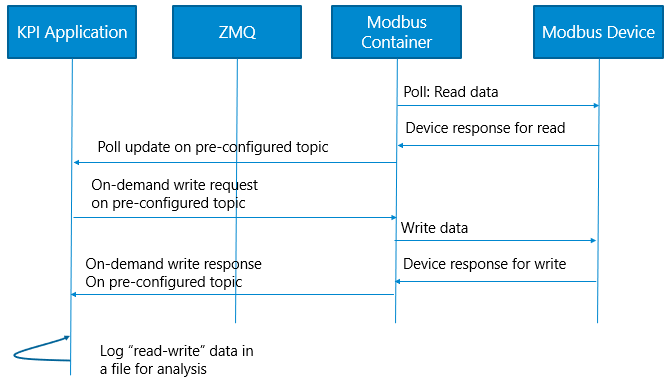 KPI Application
ZMQ
Modbus
Container
Modbus Device
Poll: Read data
Device response for read
Poll update on pre-configured topic
On-demand write request
on pre-configured topic
Write data
On-demand write response
On pre-configured topic
Device response for write
Log “read-write” data in
a file for analysis